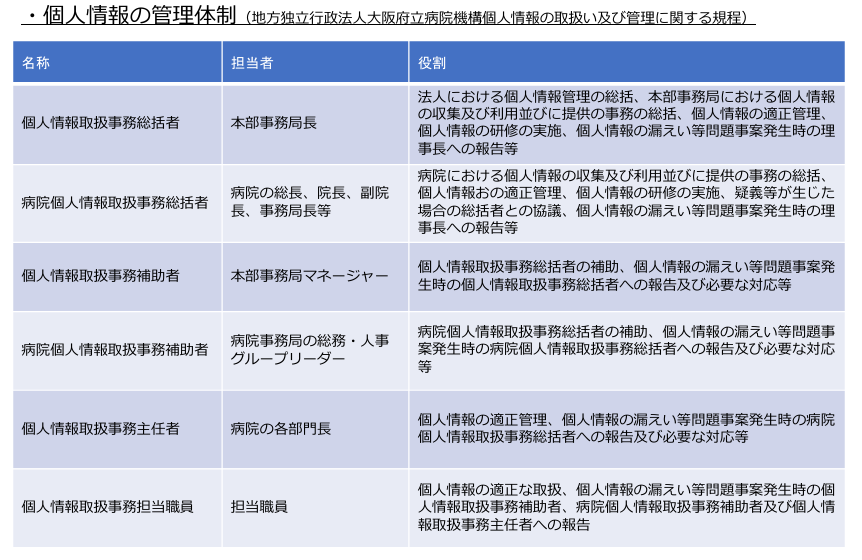 ・個人情報の管理体制（地方独立行政法人大阪府立病院機構個人情報の取扱い及び管理に関する規程）
名称
担当者
役割
個人情報取扱事務総括者
本部事務局長
法人における個人情報管理の総括、本部事務局における個人情報
の収集及び利用並びに提供の事務の総括、個人情報の適正管理、
個人情報の研修の実施、個人情報の漏えい等問題事案発生時の理
事長への報告等
病院個人情報取扱事務総括者
病院の総長、院長、副院
長、事務局長等
病院における個人情報の収集及び利用並びに提供の事務の総括、
個人情報おの適正管理、個人情報の研修の実施、疑義等が生じた
場合の総括者との協議、個人情報の漏えい等問題事案発生時の理
事長への報告等
個人情報取扱事務補助者
本部事務局マネージャー
個人情報取扱事務総括者の補助、個人情報の漏えい等問題事案発
生時の個人情報取扱事務総括者への報告及び必要な対応等
病院個人情報取扱事務補助者
病院事務局の総務・人事
グループリーダー
病院個人情報取扱事務総括者の補助、個人情報の漏えい等問題事
案発生時の病院個人情報取扱事務総括者への報告及び必要な対応
等
個人情報取扱事務主任者
病院の各部門長
個人情報の適正管理、個人情報の漏えい等問題事案発生時の病院
個人情報取扱事務総括者への報告及び必要な対応等
個人情報取扱事務担当職員
担当職員
個人情報の適正な取扱、個人情報の漏えい等問題事案発生時の個
人情報取扱事務補助者、病院個人情報取扱事務補助者及び個人情
報取扱事務主任者への報告